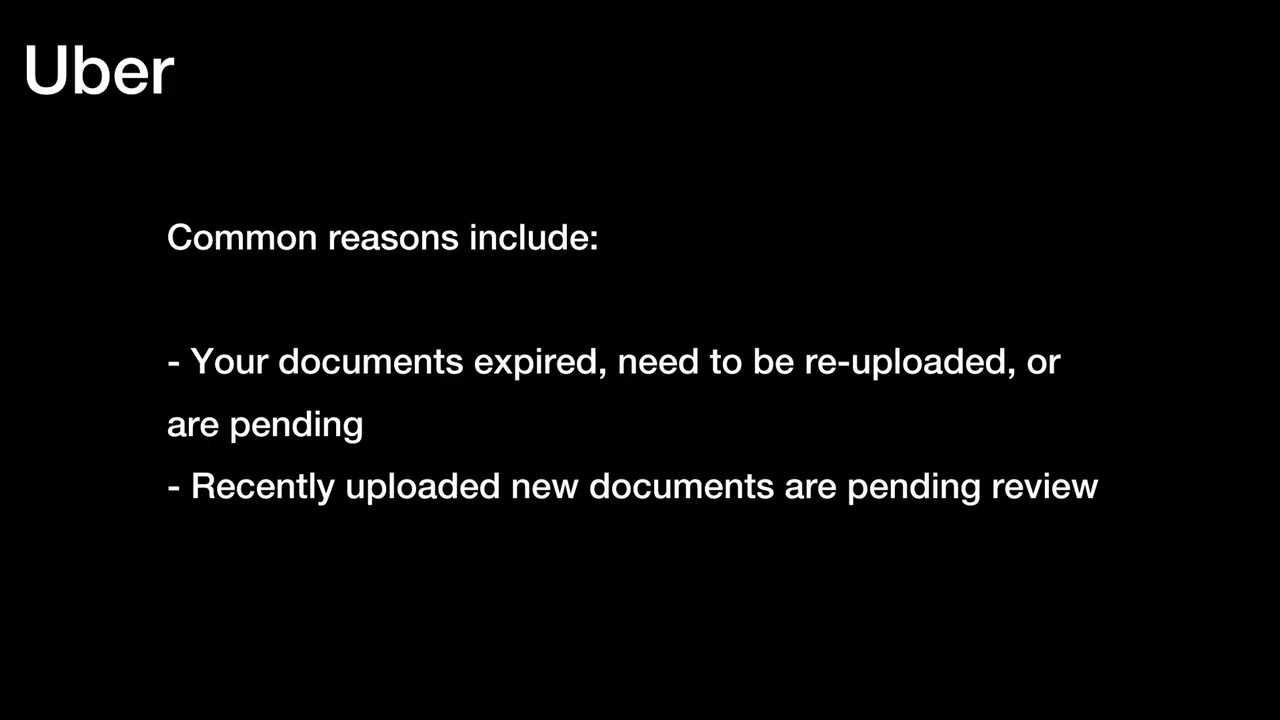 Uber
Common reasons include:
- Your documents expired, need to be re-uploaded, or
are pending
- Recently uploaded new documents are pending review